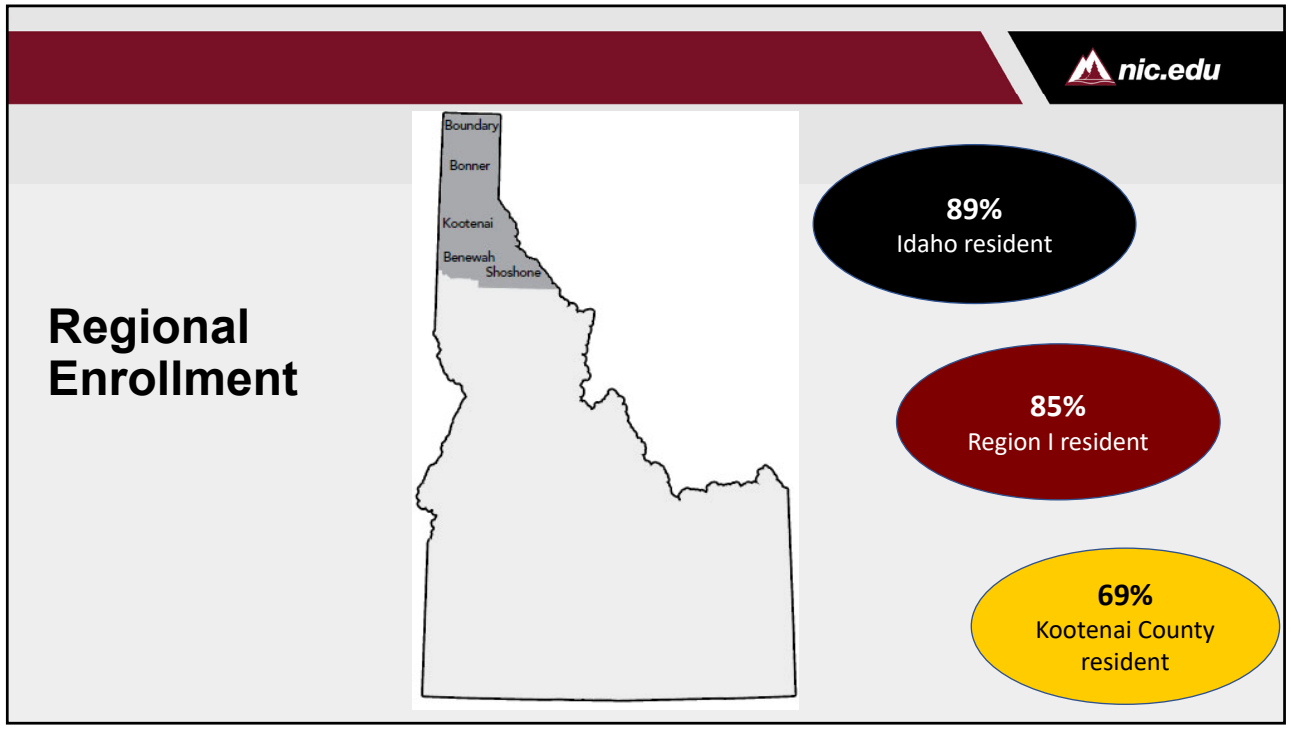 nic.edu
Boundary
Bonner
Kootenai
Benewah
Shoshone
Regional
Enrollment
89%
Idaho resident
85%
Region I resident
69%
Kootenai County
resident